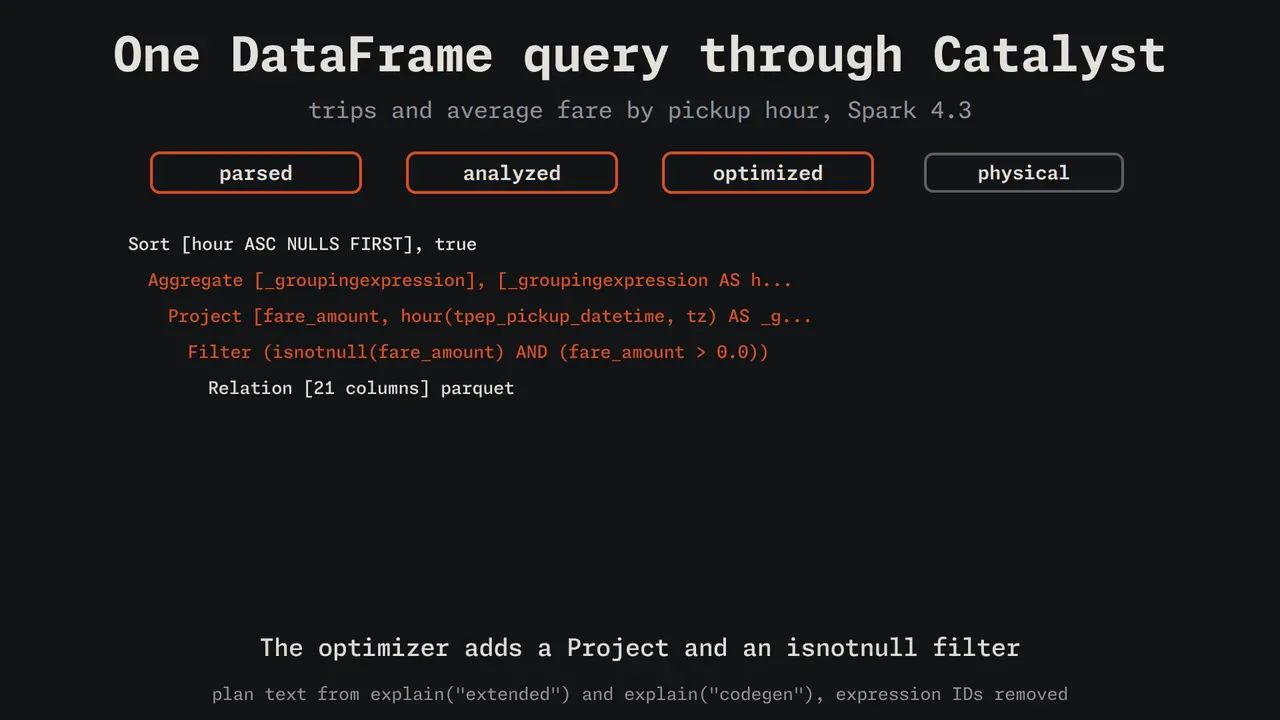 One DataFrame query through Catalyst
trips and average fare by pickup hour, Spark 4.3
parsed
analyzed
optimized
physical
Sort [hour ASC NULLS FIRST], true
Aggregate [_groupingexpression], [_groupingexpression AS h...
Project [fare_amount, hour(tpep_pickup_datetime, tz) AS _g...
Filter (isnotnull(fare_amount) AND (fare_amount > 0.0))
Relation [21 columns] parquet
The optimizer adds a Project and an isnotnull filter
plan text from explain("extended") and explain("codegen"), expression IDs removed